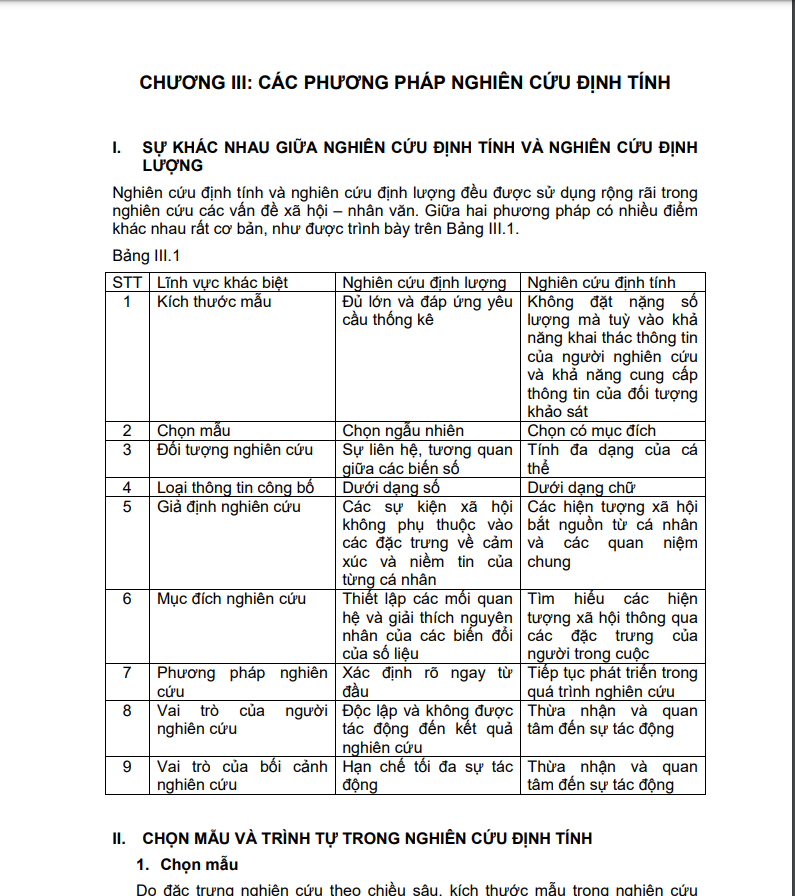 CHƯƠNG III: CÁC PHƯƠNG PHÁP NGHIÊN CỨU ĐỊNH TÍNH
I. SỰ KHÁC NHAU GIỮA NGHIÊN CỨU ĐỊNH TÍNH VÀ NGHIÊN CỨU ĐỊNH
LƯỢNG
Nghiên cứu định tính và nghiên cứu định lượng đều được sử dụng rộng rãi trong
nghiên cứu các vấn đề xã hội – nhân văn. Giữa hai phương pháp có nhiều điểm
khác nhau rất cơ bản, như được trình bày trên Bảng III.1.
Bảng III.1
STT Lĩnh vực khác biệt Nghiên cứu định lượng Nghiên cứu định tính
1 Kích thước mẫu Đủ lớn và đáp ứng yêu Không đặt nặng số
cầu thống kê lượng mà tuỳ vào khả
năng khai thác thông tin
của người nghiên cứu
và khả năng cung cấp
thông tin của đối tượng
khảo sát
2 Chọn mẫu Chọn ngẫu nhiên Chọn có mục đích
3 Đối tượng nghiên cứu Sự liên hệ, tương quan Tính đa dạng của cá
giữa các biến số thể
4 Loại thông tin công bố Dưới dạng số Dưới dạng chữ
5 Giả định nghiên cứu Các sự kiện xã hội Các hiện tượng xã hội
không phụ thuộc vào bắt nguồn từ cá nhân
các đặc trưng về cảm và các quan niệm
xúc và niềm tin của chung
từng cá nhân
6 Mục đích nghiên cứu Thiết lập các mối quan Tìm hiểu các hiện
hệ và giải thích nguyên tượng xã hội thông qua
nhân của các biến đổi các đặc trưng của
của số liệu người trong cuộc
7 Phương pháp nghiên Xác định rõ ngay từ Tiếp tục phát triển trong
cứu đầu quá trình nghiên cứu
8 Vai trò của người Độc lập và không được Thừa nhận và quan
nghiên cứu tác động đến kết quả tâm đến sự tác động
nghiên cứu
9 Vai trò của bối cảnh Hạn chế tối đa sự tác Thừa nhận và quan
nghiên cứu động tâm đến sự tác động
II. CHỌN MẪU VÀ TRÌNH TỰ TRONG NGHIÊN CỨU ĐỊNH TÍNH
1. Chọn mẫu
Do đặc trưng nghiên cứu theo chiều sâu, kích thước mẫu trong nghiên cứu